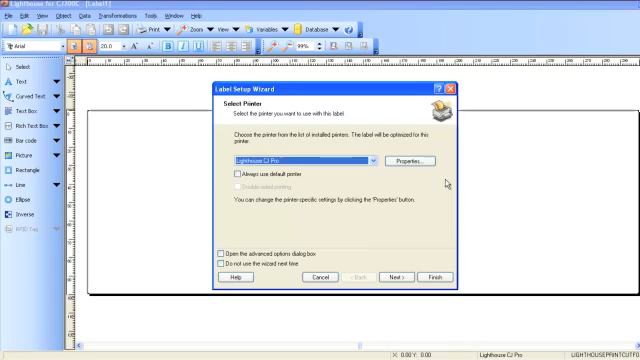 Lighthouse for CJ200C - [Label1]
File Edit View Object Data Transformations Tools Window Help
Print Zoom View Variables Database
Arial 20.0 B I U 99%
Select
Text
Curved Text
Text Box
Rich Text Box
Bar code
Picture
Rectangle
Line
Ellipse
Inverse
RFID Tag
Label Setup Wizard
Select Printer
Select the printer you want to use with this label
Choose the printer from the list of installed printers. The label will be optimized for this
printer.
Lighthouse CJ Pro Properties...
Always use default printer
Double-sided printing
You can change the printer-specific settings by clicking the 'Properties' button.
Open the advanced options dialog box
Do not use the wizard next time
Help Cancel < Back Next > Finish
X: 0.00 Y: 0.00 Lighthouse CJ Pro LIGHTHOUSEPRINTCUTFO